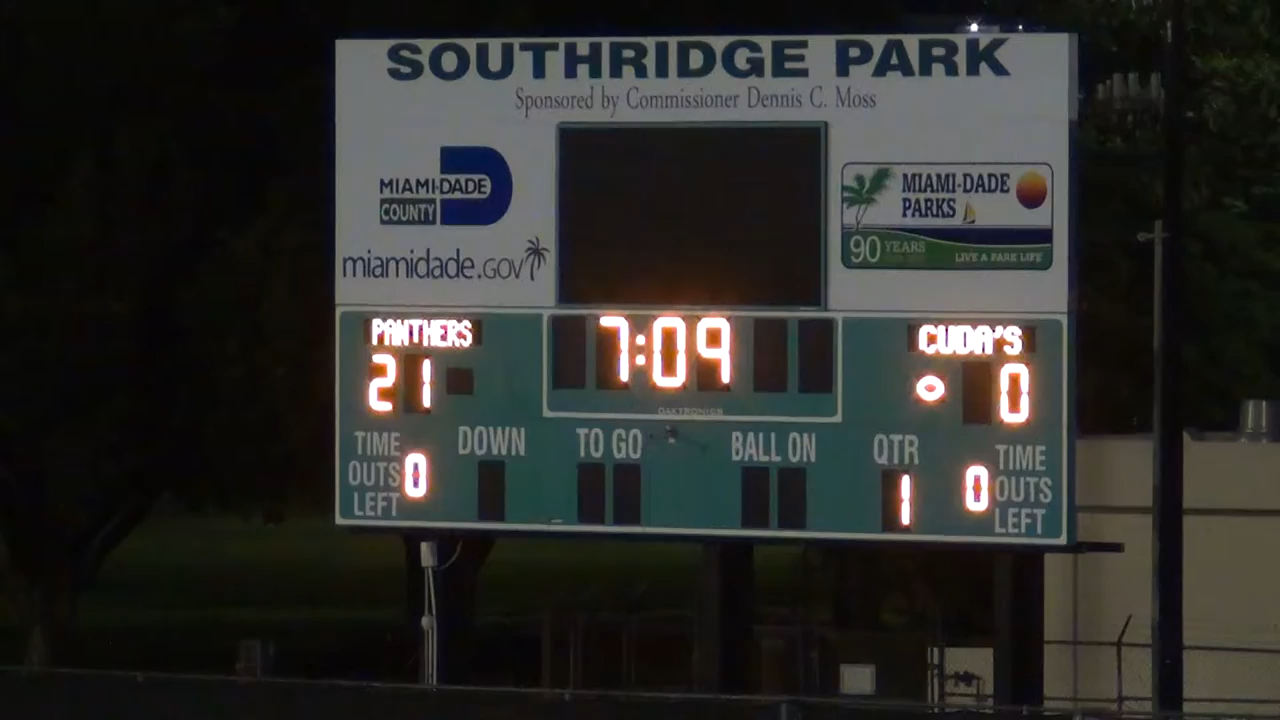 SOUTHRIDGE PARK
Sponsored by Commissioner Dennis C. Moss
MIAMI-DADE
COUNTY
miamidade.gov
MIAMI-DADE
PARKS
90 YEARS
LIVE A PARK LIFE
PANTHERS
7:09
CUDA'S
21
0
DAKTRONICS
TIME OUTS LEFT
0
DOWN
TO GO
BALL ON
QTR
1
0
TIME OUTS LEFT